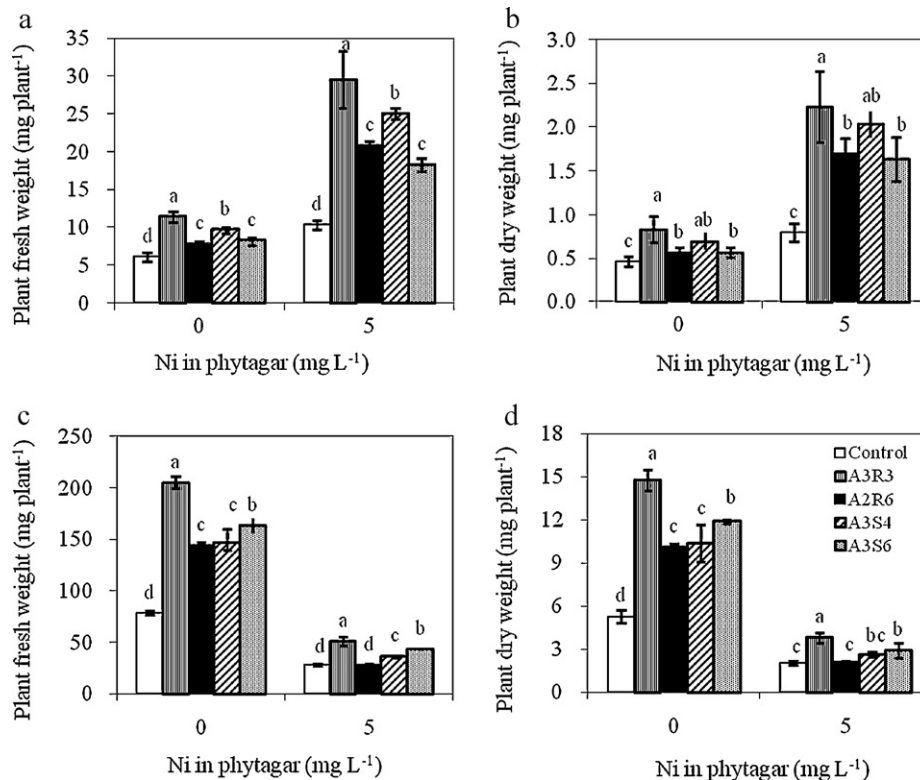 a
Plant fresh weight (mg plant⁻¹)
35
30
25
20
15
10
5
0
d
a
c
b
c
d
a
c
b
c
0 5
Ni in phytagar (mg L⁻¹)
b
Plant dry weight (mg plant⁻¹)
3.0
2.5
2.0
1.5
1.0
0.5
0.0
c
a
b
ab
b
c
a
b
ab
b
0 5
Ni in phytagar (mg L⁻¹)
c
Plant fresh weight (mg plant⁻¹)
250
200
150
100
50
0
d
a
c
c
b
d
a
d
c
b
0 5
Ni in phytagar (mg L⁻¹)
d
Plant dry weight (mg plant⁻¹)
18
15
12
9
6
3
0
d
a
c
c
b
c
a
c
bc
b
Control
A3R3
A2R6
A3S4
A3S6
0 5
Ni in phytagar (mg L⁻¹)